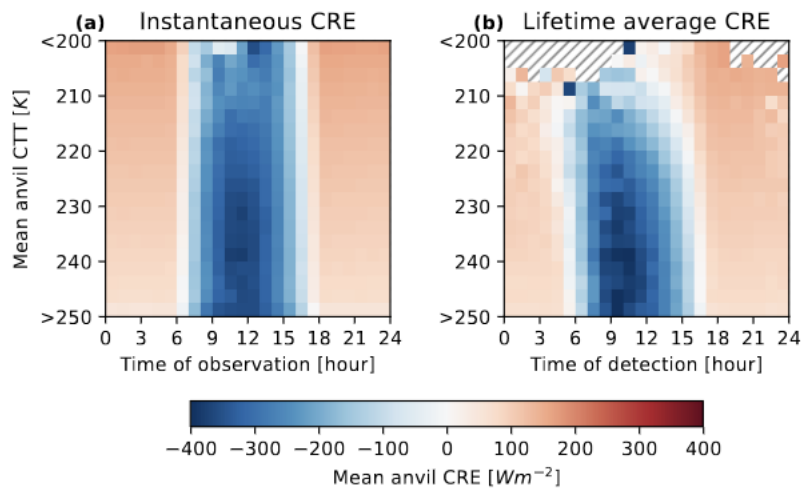 (a) Instantaneous CRE
(b) Lifetime average CRE
Mean anvil CTT [K]
<200
210
220
230
240
>250
0 3 6 9 12 15 18 21 24
Time of observation [hour]
<200
210
220
230
240
>250
0 3 6 9 12 15 18 21 24
Time of detection [hour]
−400 −300 −200 −100 0 100 200 300 400
Mean anvil CRE [Wm⁻²]